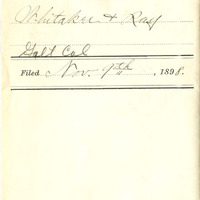 Whitaker & Ray
Galt Cal
Filed Nov. 9th, 1898.